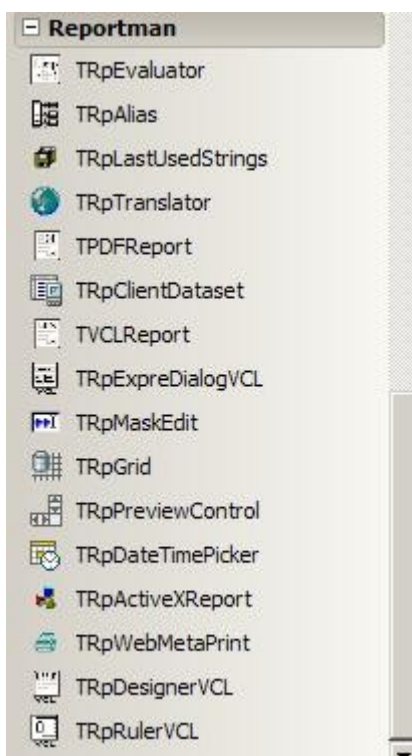 Reportman
TRpEvaluator
TRpAlias
TRpLastUsedStrings
TRpTranslator
TPDFReport
TRpClientDataset
TVCLReport
TRpExpreDialogVCL
TRpMaskEdit
TRpGrid
TRpPreviewControl
TRpDateTimePicker
TRpActiveXReport
TRpWebMetaPrint
TRpDesignerVCL
TRpRulerVCL